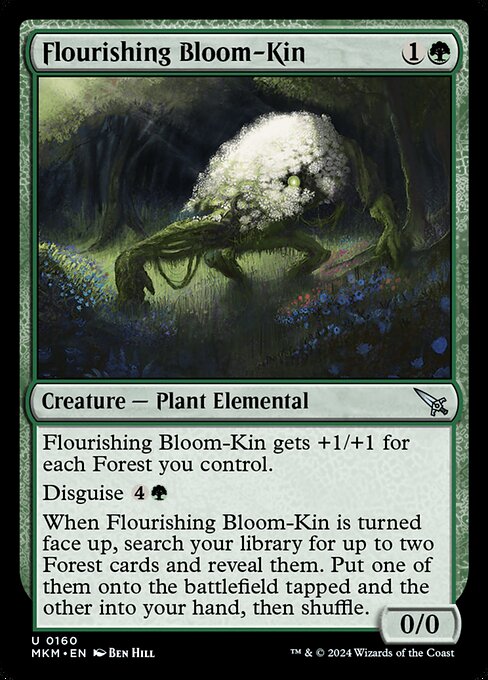 Flourishing Bloom-Kin 1
Creature — Plant Elemental
Flourishing Bloom-Kin gets +1/+1 for
each Forest you control.
Disguise 4
When Flourishing Bloom-Kin is turned
face up, search your library for up to two
Forest cards and reveal them. Put one of
them onto the battlefield tapped and the
other into your hand, then shuffle.
0/0
U 0160
MKM • EN Ben Hill
™ & © 2024 Wizards of the Coast